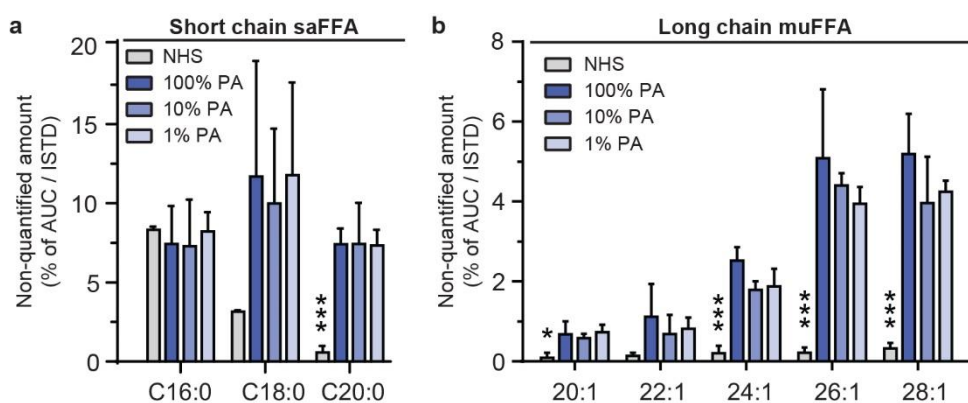 a Short chain saFFA
Non-quantified amount
(% of AUC / ISTD)
20
15
10
5
0
NHS
100% PA
10% PA
1% PA
***
C16:0 C18:0 C20:0
b Long chain muFFA
Non-quantified amount
(% of AUC / ISTD)
8
6
4
2
0
NHS
100% PA
10% PA
1% PA
* *** *** ***
20:1 22:1 24:1 26:1 28:1